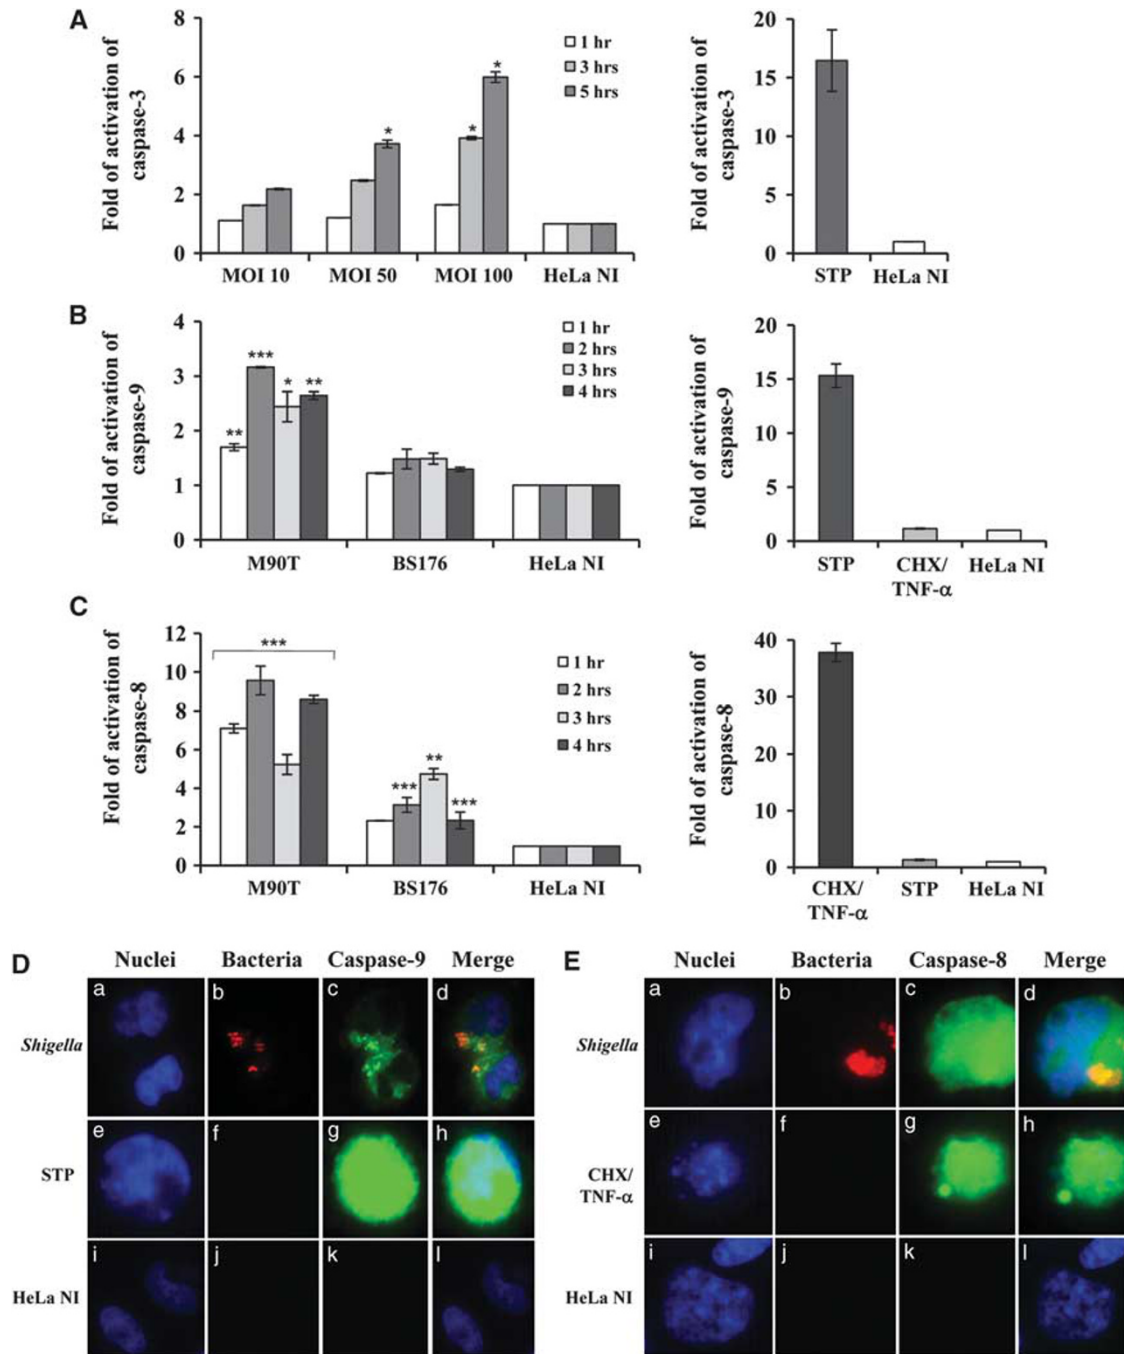 A
Fold of activation of
caspase-3
8
6
4
2
0
1 hr
3 hrs
5 hrs
*
*
*
MOI 10 MOI 50 MOI 100 HeLa NI
Fold of activation of
caspase-3
20
15
10
5
0
STP HeLa NI
B
Fold of activation of
caspase-9
4
3
2
1
0
1 hr
2 hrs
3 hrs
4 hrs
** *** * **
M90T BS176 HeLa NI
Fold of activation of
caspase-9
20
15
10
5
0
STP CHX/ HeLa NI
TNF-α
C
Fold of activation of
caspase-8
12
10
8
6
4
2
0
1 hr
2 hrs
3 hrs
4 hrs
***
*** ** ***
M90T BS176 HeLa NI
Fold of activation of
caspase-8
40
30
20
10
0
CHX/ STP HeLa NI
TNF-α
D
Nuclei Bacteria Caspase-9 Merge
Shigella
a b c d
STP
e f g h
HeLa NI
i j k l
E
Nuclei Bacteria Caspase-8 Merge
Shigella
a b c d
CHX/
TNF-α
e f g h
HeLa NI
i j k l